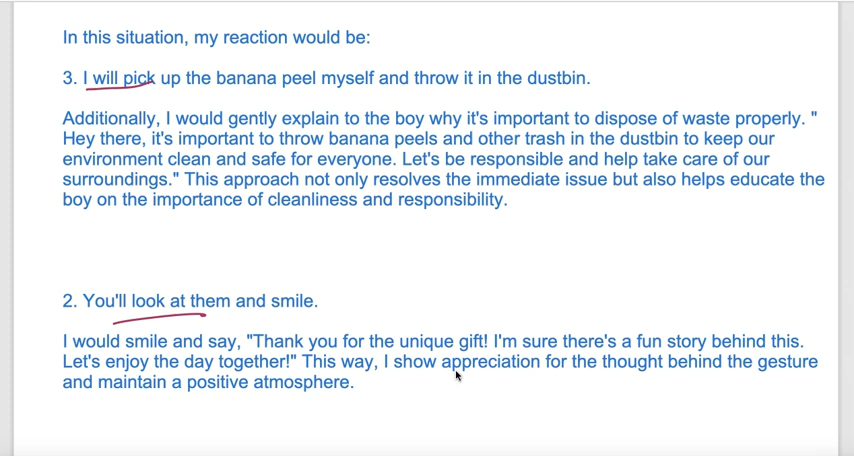 In this situation, my reaction would be:
3. I will pick up the banana peel myself and throw it in the dustbin.
Additionally, I would gently explain to the boy why it's important to dispose of waste properly. "
Hey there, it's important to throw banana peels and other trash in the dustbin to keep our
environment clean and safe for everyone. Let's be responsible and help take care of our
surroundings." This approach not only resolves the immediate issue but also helps educate the
boy on the importance of cleanliness and responsibility.
2. You'll look at them and smile.
I would smile and say, "Thank you for the unique gift! I'm sure there's a fun story behind this.
Let's enjoy the day together!" This way, I show appreciation for the thought behind the gesture
and maintain a positive atmosphere.